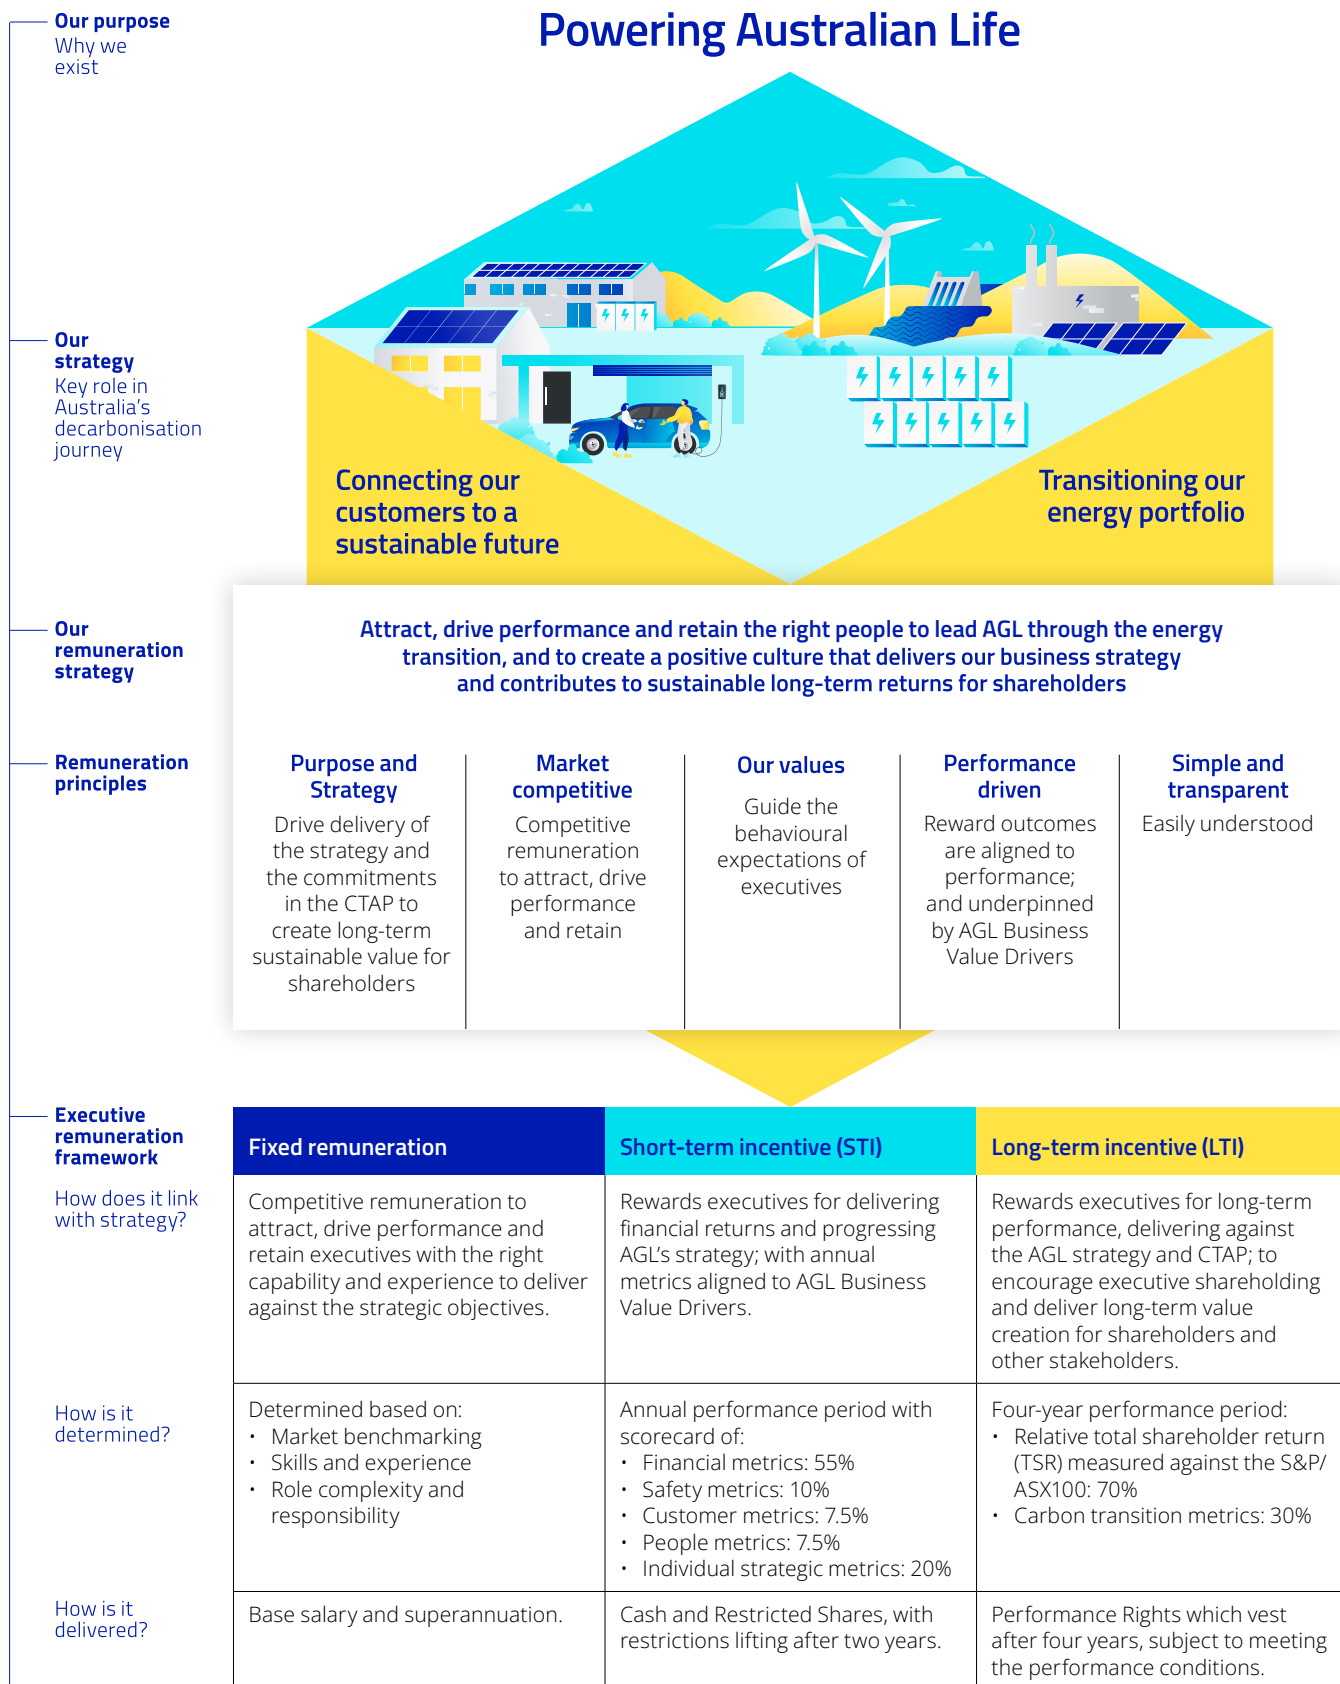 Our purpose
Why we
exist
Powering Australian Life
Our
strategy
Key role in
Australia's
decarbonisation
journey
Connecting our
customers to a
sustainable future
Transitioning our
energy portfolio
Our
remuneration
strategy
Attract, drive performance and retain the right people to lead AGL through the energy
transition, and to create a positive culture that delivers our business strategy
and contributes to sustainable long-term returns for shareholders
Remuneration
principles
Purpose and
Strategy
Drive delivery of
the strategy and
the commitments
in the CTAP to
create long-term
sustainable value for
shareholders
Market
competitive
Competitive
remuneration
to attract, drive
performance
and retain
Our values
Guide the
behavioural
expectations of
executives
Performance
driven
Reward outcomes
are aligned to
performance;
and underpinned
by AGL Business
Value Drivers
Simple and
transparent
Easily understood
Executive
remuneration
framework
Fixed remuneration
Short-term incentive (STI)
Long-term incentive (LTI)
How does it link
with strategy?
Competitive remuneration to
attract, drive performance and
retain executives with the right
capability and experience to deliver
against the strategic objectives.
Rewards executives for delivering
financial returns and progressing
AGL's strategy; with annual
metrics aligned to AGL Business
Value Drivers.
Rewards executives for long-term
performance, delivering against
the AGL strategy and CTAP; to
encourage executive shareholding
and deliver long-term value
creation for shareholders and
other stakeholders.
How is it
determined?
Determined based on:
• Market benchmarking
• Skills and experience
• Role complexity and
responsibility
Annual performance period with
scorecard of:
• Financial metrics: 55%
• Safety metrics: 10%
• Customer metrics: 7.5%
• People metrics: 7.5%
• Individual strategic metrics: 20%
Four-year performance period:
• Relative total shareholder return
(TSR) measured against the S&P/
ASX100: 70%
• Carbon transition metrics: 30%
How is it
delivered?
Base salary and superannuation.
Cash and Restricted Shares, with
restrictions lifting after two years.
Performance Rights which vest
after four years, subject to meeting
the performance conditions.